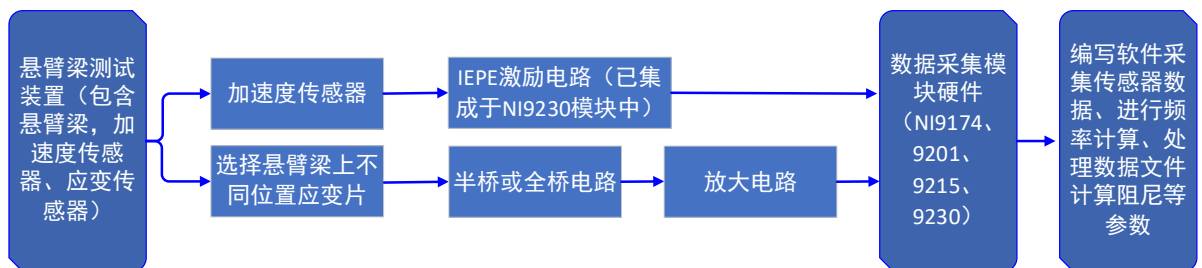 悬臂梁测试
装置（包含
悬臂梁，加
速度传感
器、应变传
感器）
加速度传感器
IEPE激励电路（已集
成于NI9230模块中）
选择悬臂梁上不
同位置应变片
半桥或全桥电路
放大电路
数据采集模
块硬件
（NI9174、
9201、
9215、
9230）
编写软件采
集传感器数
据、进行频
率计算、处
理数据文件
计算阻尼等
参数